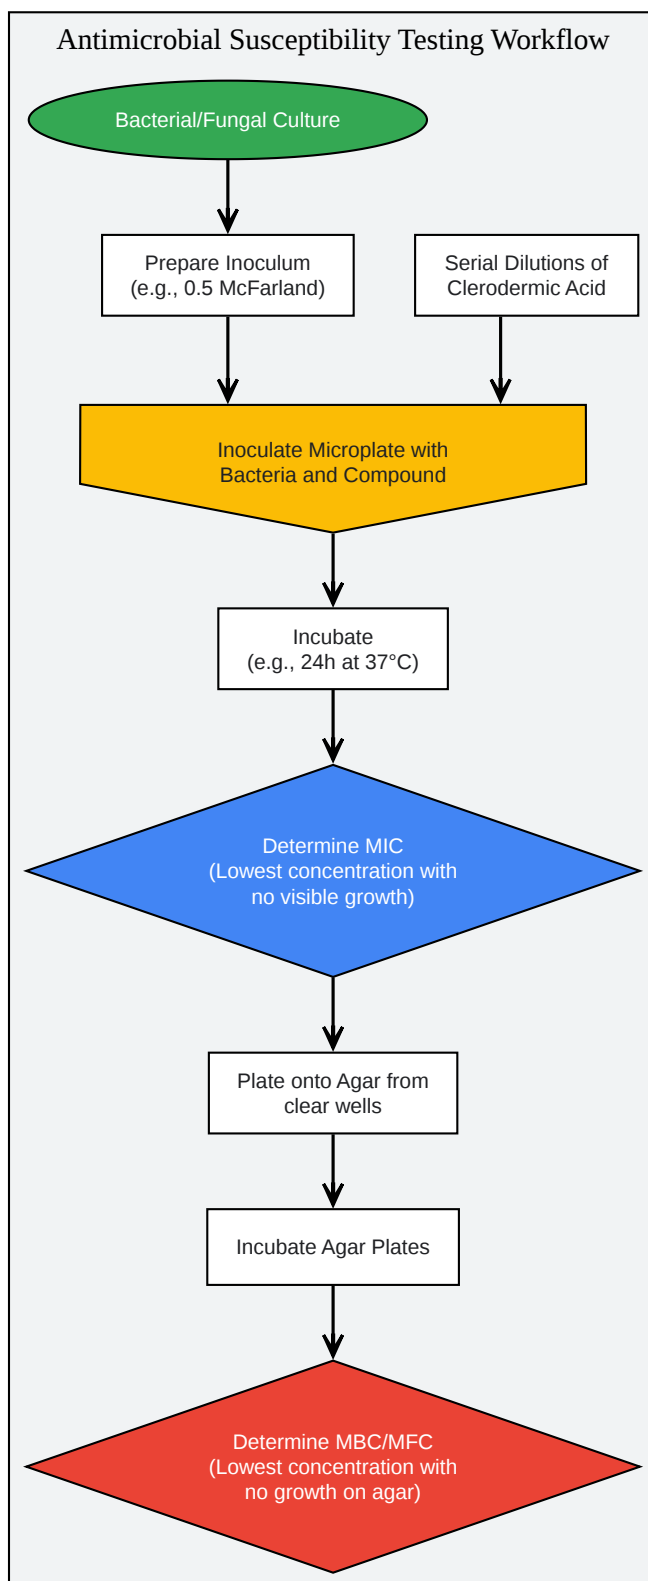 Antimicrobial Susceptibility Testing Workflow
Bacterial/Fungal Culture
Prepare Inoculum
(e.g., 0.5 McFarland)
Serial Dilutions of
Clerodermic Acid
Inoculate Microplate with
Bacteria and Compound
Incubate
(e.g., 24h at 37°C)
Determine MIC
(Lowest concentration with
no visible growth)
Plate onto Agar from
clear wells
Incubate Agar Plates
Determine MBC/MFC
(Lowest concentration with
no growth on agar)